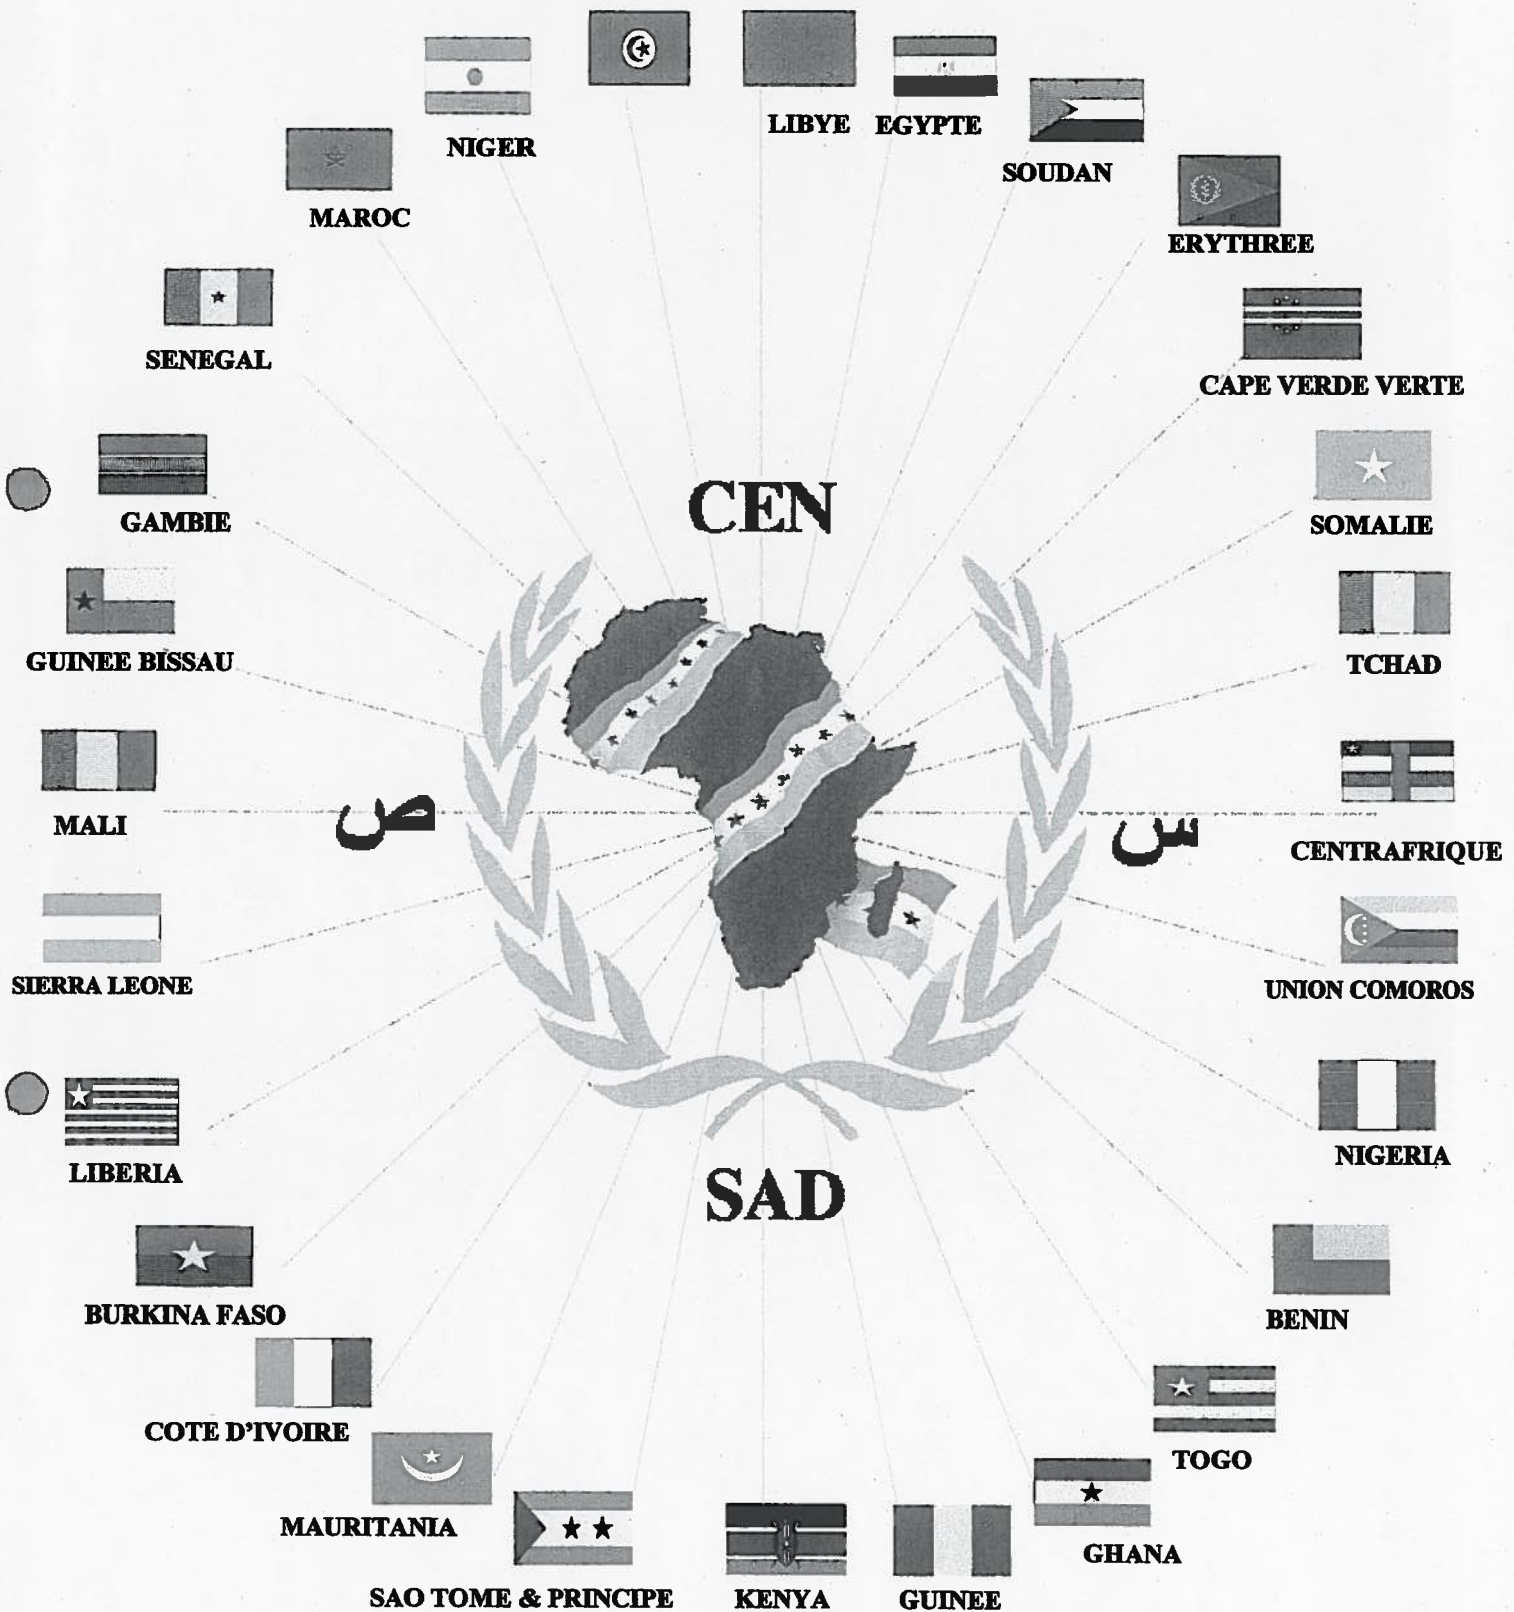 LIBYE
EGYPTE
NIGER
SOUDAN
MAROC
ERYTHREE
SENEGAL
CAPE VERDE VERTE
GAMBIE
CEN
SOMALIE
GUINEE BISSAU
TCHAD
MALI
ص
س
CENTRAFRIQUE
SIERRA LEONE
UNION COMOROS
LIBERIA
NIGERIA
SAD
BURKINA FASO
BENIN
COTE D'IVOIRE
TOGO
MAURITANIA
GHANA
SAO TOME & PRINCIPE
KENYA
GUINEE